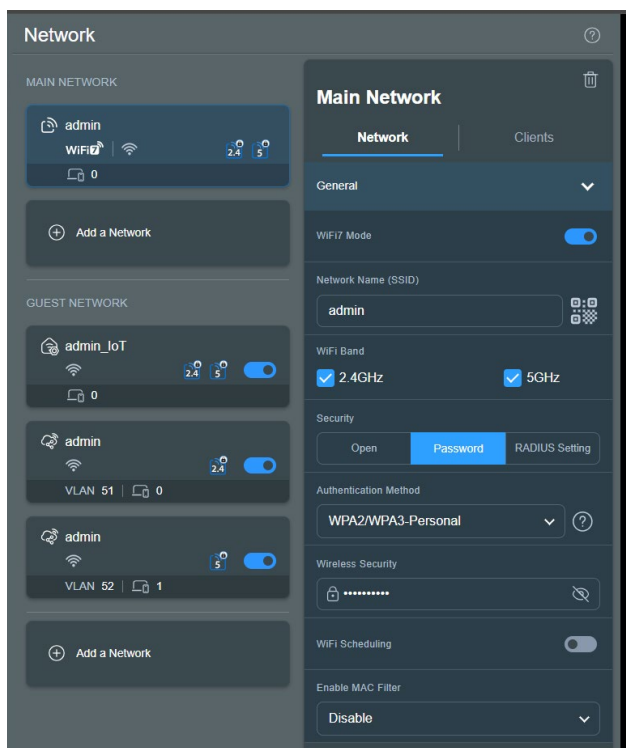 Network
MAIN NETWORK
admin
WiFi 7
2.4
5
0
Add a Network
GUEST NETWORK
admin_IoT
2.4
5
0
admin
2.4
VLAN 51 | 0
admin
5
VLAN 52 | 1
Add a Network
Main Network
Network
Clients
General
WiFi7 Mode
Network Name (SSID)
admin
WiFi Band
2.4GHz
5GHz
Security
Open
Password
RADIUS Setting
Authentication Method
WPA2/WPA3-Personal
Wireless Security
••••••••••
WiFi Scheduling
Enable MAC Filter
Disable